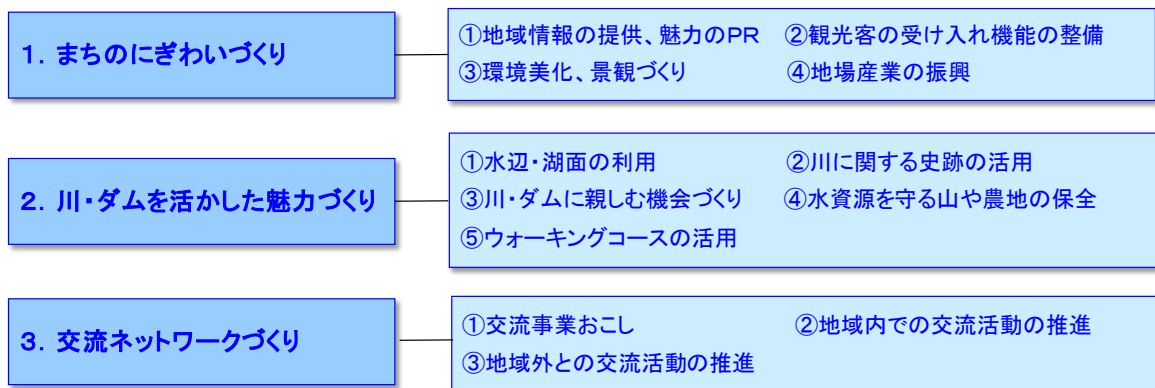 1. まちのにぎわいづくり
①地域情報の提供、魅力のPR ②観光客の受け入れ機能の整備
③環境美化、景観づくり ④地場産業の振興
2. 川・ダムを活かした魅力づくり
①水辺・湖面の利用 ②川に関する史跡の活用
③川・ダムに親しむ機会づくり ④水資源を守る山や農地の保全
⑤ウォーキングコースの活用
3. 交流ネットワークづくり
①交流事業おこし ②地域内での交流活動の推進
③地域外との交流活動の推進